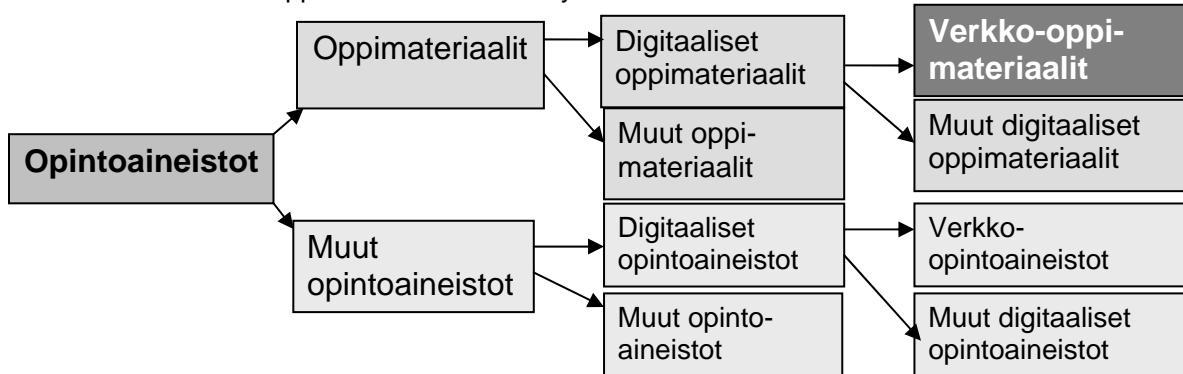 Oppimateriaalit
Digitaaliset
oppimateriaalit
Verkko-oppi-
materiaalit
Muut oppi-
materiaalit
Muut digitaaliset
oppimateriaalit
Opintoaineistot
Muut
opintoaineistot
Digitaaliset
opintoaineistot
Verkko-
opintoaineistot
Muut opinto-
aineistot
Muut digitaaliset
opintoaineistot